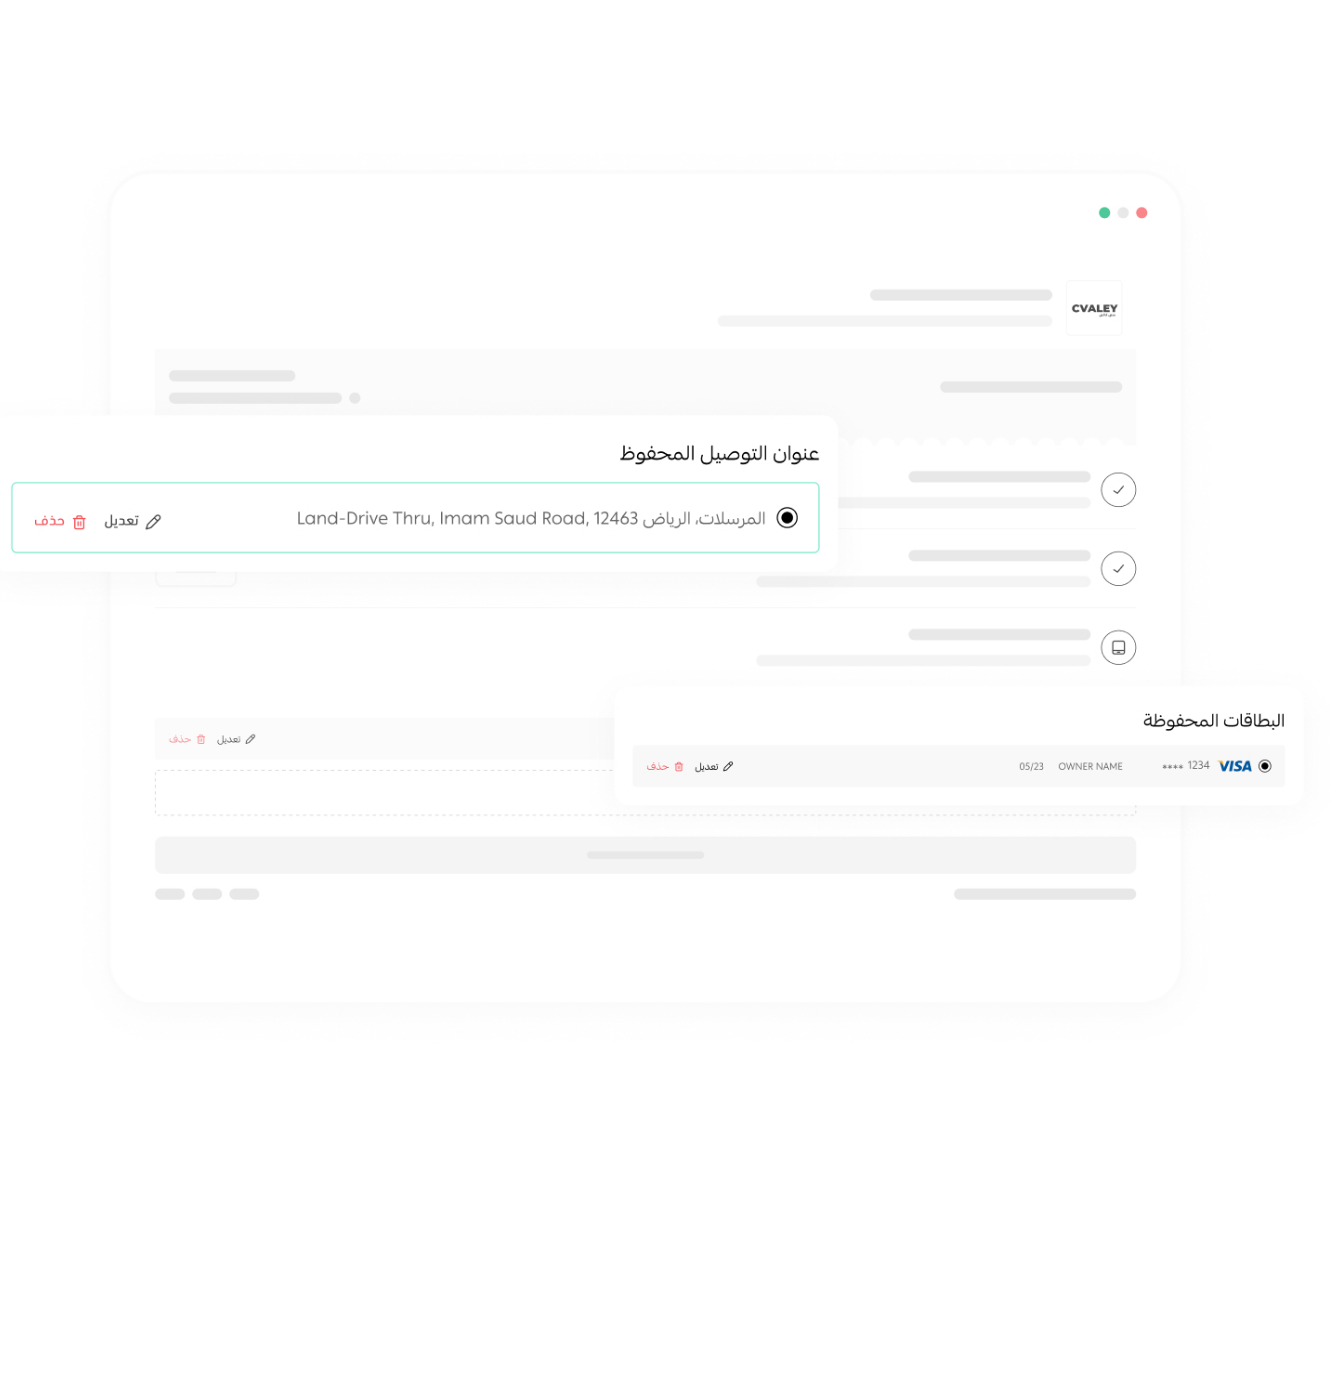 CVALEY
عنوان التوصيل المحفوظ
المرسلات، الرياض Land-Drive Thru, Imam Saud Road, 12463
تعديل حذف
البطاقات المحفوظة
VISA 1234 **** OWNER NAME 05/23 تعديل حذف
تعديل حذف